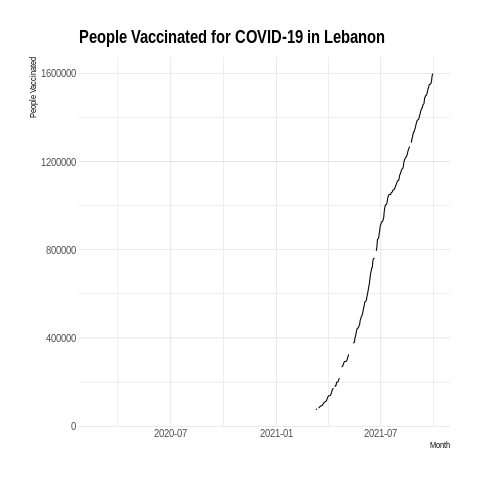 People Vaccinated for COVID-19 in Lebanon
People Vaccinated
1600000
1200000
800000
400000
0
2020-07 2021-01 2021-07
Month